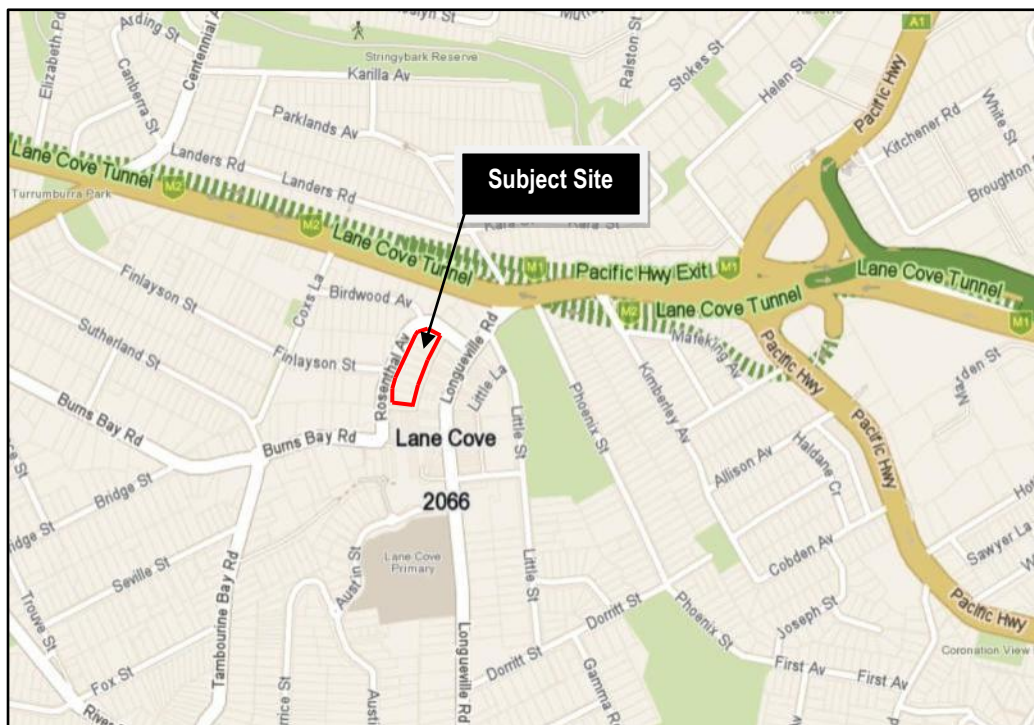 Elizabeth Pd
Arding St
Canberra St
Centennial A
Stringybark Reserve
Karilla Av
Ralston St
Stokes St
Helen St
A1
Pacific Hwy
Kitchener Rd
White St
Broughton
Parklands Av
Landers Rd
Landers Rd
Lane Cove Tunnel
M2
Turrumburra Park
Subject Site
Kara St
M2
Lane Cove Tunnel
M1
Pacific Hwy Exit
M1
Lane Cove Tunnel
M2
Lane Cove Tunnel
M1
Birdwood Av
Coxs La
Finlayson St
Finlayson St
Sutherland St
Rosenthal Av
Longueville Rd
Little La
Little St
Mafeking Av
Kimberley Av
Phoenix St
Pacific Hwy
Pacific Hwy
Burns Bay Rd
Burns Bay Rd
Lane Cove
2066
Bridge St
Seville St
Tambourine Bay Rd
Trouve St
Fox St
Austin St
Lane Cove
Primary
Little St
Allison Av
Haldane Cr
Cobden Av
Joseph St
Sawyer La
Pacific Hwy
Coronation View
Dorritt St
Dorritt St
Phoenix St
First Av
First Av
Longueville Rd
Gamma R
Austi